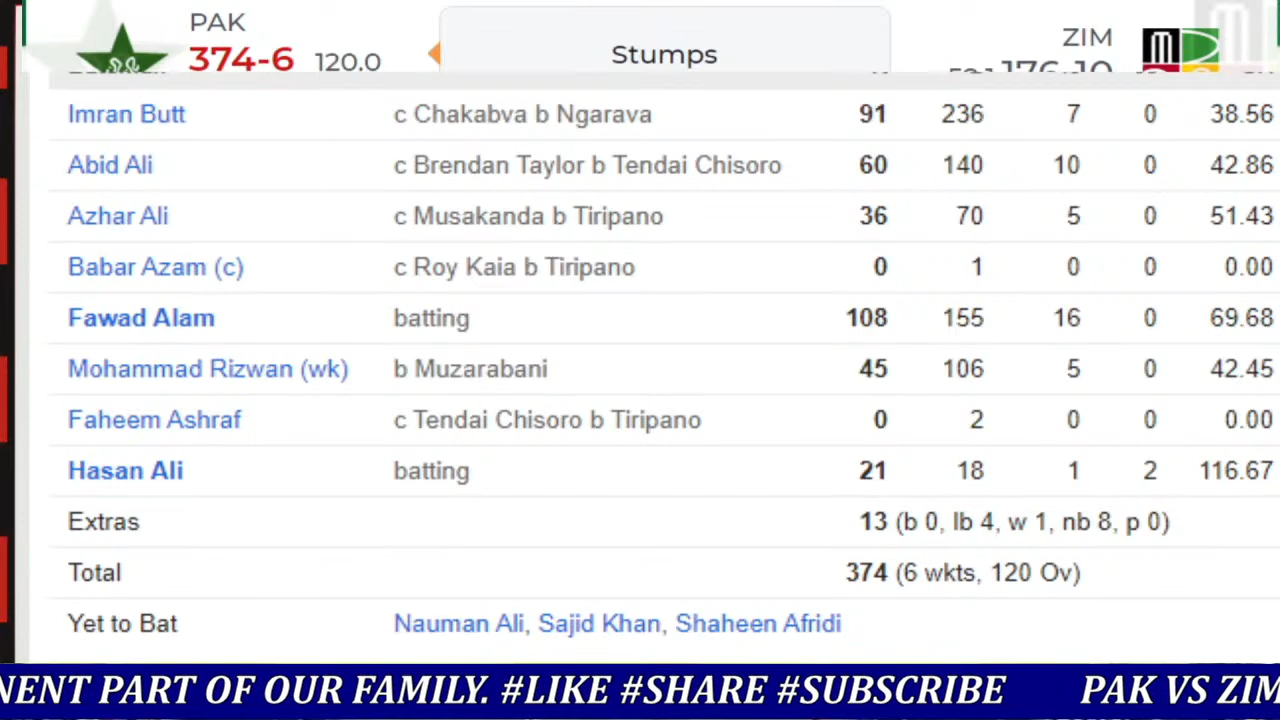 PAK
374-6 120.0
Stumps
ZIM
176-10
Imran Butt c Chakabva b Ngarava 91 236 7 0 38.56
Abid Ali c Brendan Taylor b Tendai Chisoro 60 140 10 0 42.86
Azhar Ali c Musakanda b Tiripano 36 70 5 0 51.43
Babar Azam (c) c Roy Kaia b Tiripano 0 1 0 0 0.00
Fawad Alam batting 108 155 16 0 69.68
Mohammad Rizwan (wk) b Muzarabani 45 106 5 0 42.45
Faheem Ashraf c Tendai Chisoro b Tiripano 0 2 0 0 0.00
Hasan Ali batting 21 18 1 2 116.67
Extras 13 (b 0, lb 4, w 1, nb 8, p 0)
Total 374 (6 wkts, 120 Ov)
Yet to Bat Nauman Ali, Sajid Khan, Shaheen Afridi
NENT PART OF OUR FAMILY. #LIKE #SHARE #SUBSCRIBE PAK VS ZIM